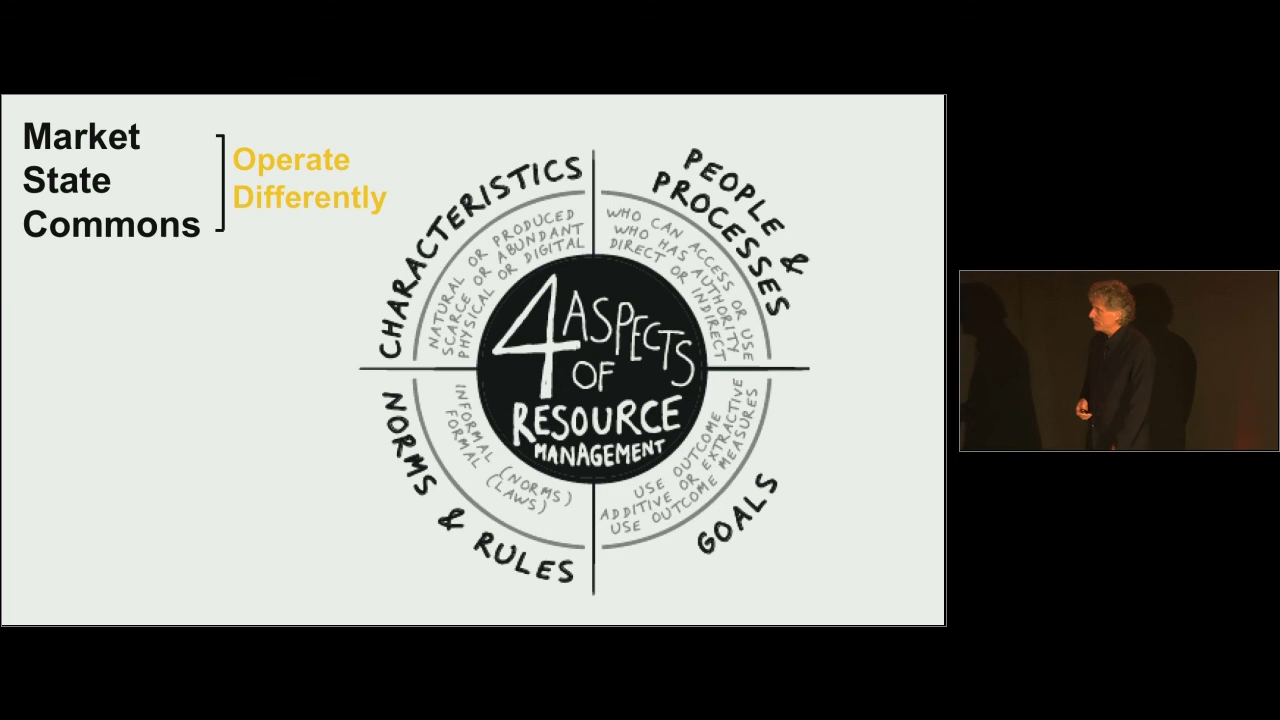 Market
State
Commons
Operate
Differently
CHARACTERISTICS
NATURAL OR PRODUCED
SCARCE OR ABUNDANT
PHYSICAL OR DIGITAL
PEOPLE &
PROCESSES
WHO CAN ACCESS OR USE
WHO HAS AUTHORITY
DIRECT OR INDIRECT
4 ASPECTS
OF
RESOURCE
MANAGEMENT
NORMS & RULES
INFORMAL (NORMS)
FORMAL (LAWS)
GOALS
USE OUTCOME
ADDITIVE OR EXTRACTIVE
USE OUTCOME MEASURES